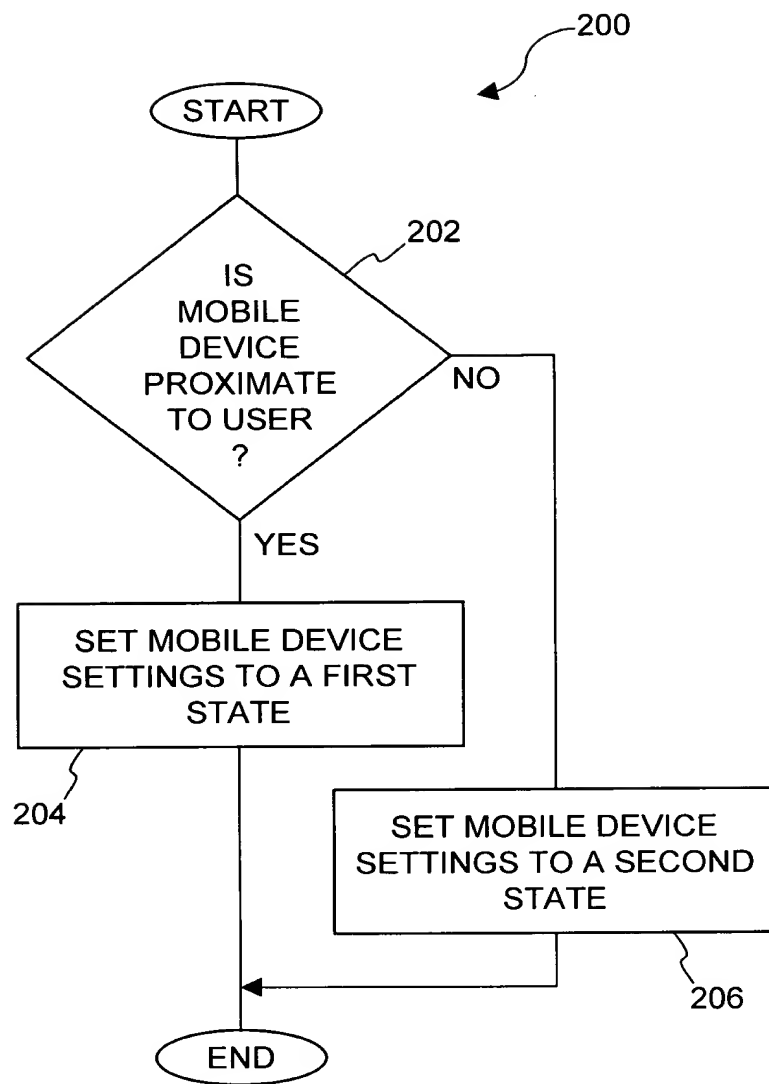 200
START
202
IS
MOBILE
DEVICE
PROXIMATE
TO USER
?
NO
YES
SET MOBILE DEVICE
SETTINGS TO A FIRST
STATE
204
SET MOBILE DEVICE
SETTINGS TO A SECOND
STATE
206
END